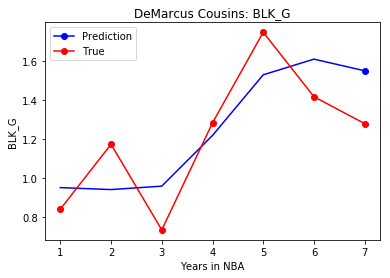 DeMarcus Cousins: BLK_G
Prediction
True
1.6
1.4
1.2
1.0
0.8
BLK_G
1 2 3 4 5 6 7
Years in NBA